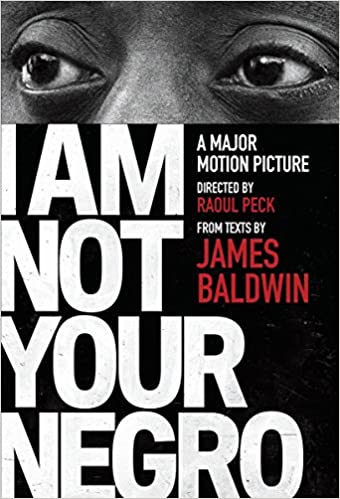 I AM
NOT
YOUR
NEGRO
A MAJOR
MOTION PICTURE
DIRECTED BY
RAOUL PECK
FROM TEXTS BY
JAMES
BALDWIN